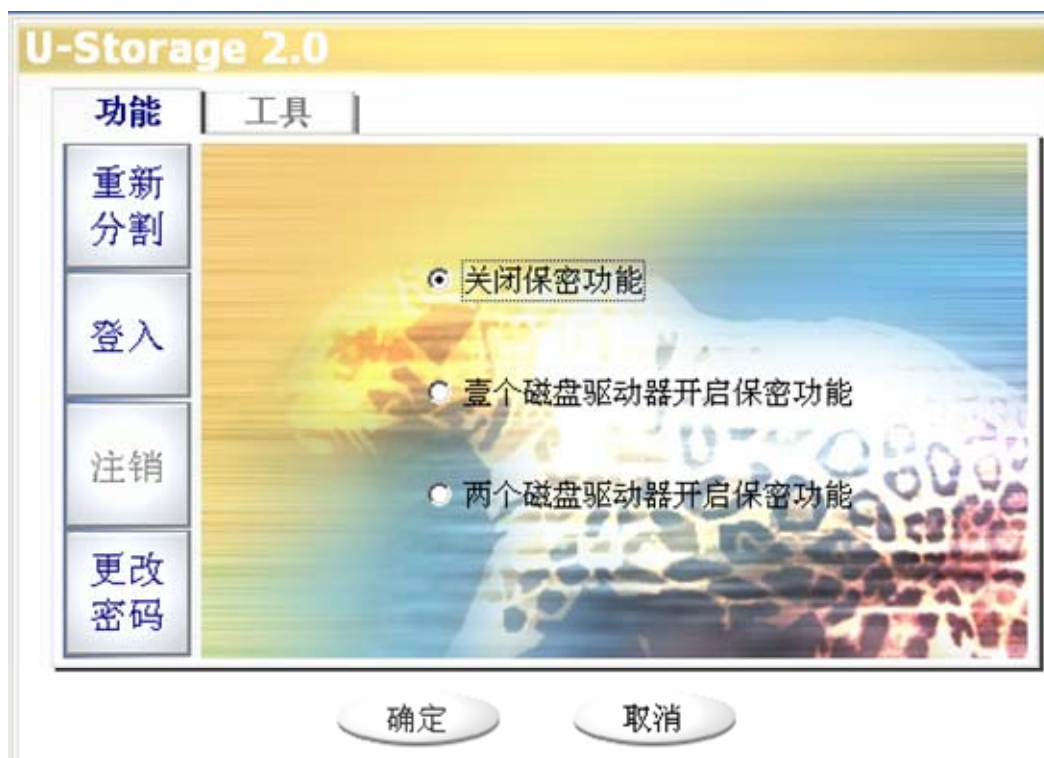 U-Storage 2.0
功能
工具
重新
分割
登入
注销
更改
密码
关闭保密功能
壹个磁盘驱动器开启保密功能
两个磁盘驱动器开启保密功能
确定
取消